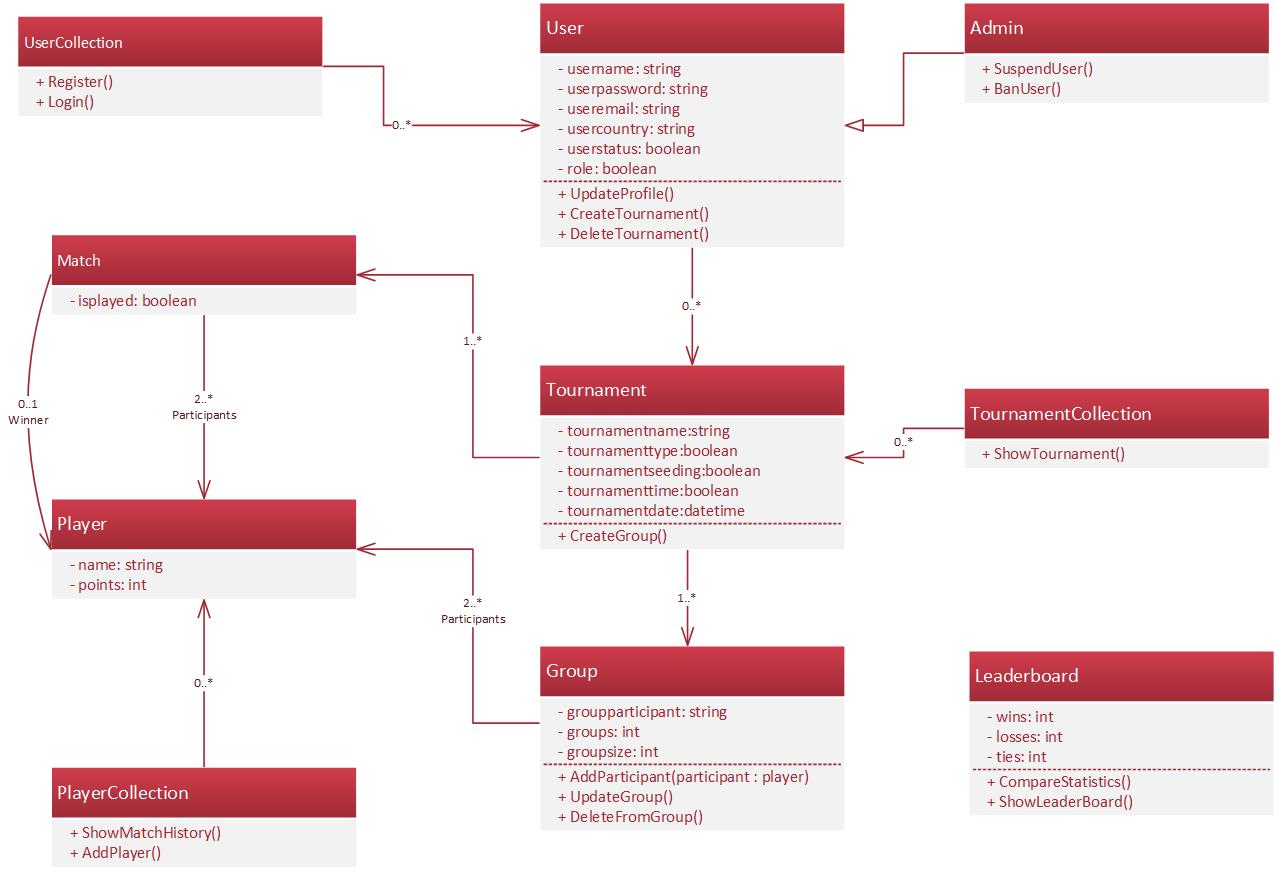 UserCollection
+ Register()
+ Login()
0..*
User
- username: string
- userpassword: string
- useremail: string
- usercountry: string
- userstatus: boolean
- role: boolean
+ UpdateProfile()
+ CreateTournament()
+ DeleteTournament()
Admin
+ SuspendUser()
+ BanUser()
Match
- isplayed: boolean
0..*
1..*
0..1
Winner
2..*
Participants
Tournament
- tournamentname:string
- tournamenttype:boolean
- tournamentseeding:boolean
- tournamenttime:boolean
- tournamentdate:datetime
+ CreateGroup()
0..*
TournamentCollection
+ ShowTournament()
Player
- name: string
- points: int
2..*
Participants
1..*
0..*
Group
- groupparticipant: string
- groups: int
- groupsize: int
+ AddParticipant(participant : player)
+ UpdateGroup()
+ DeleteFromGroup()
Leaderboard
- wins: int
- losses: int
- ties: int
+ CompareStatistics()
+ ShowLeaderBoard()
PlayerCollection
+ ShowMatchHistory()
+ AddPlayer()